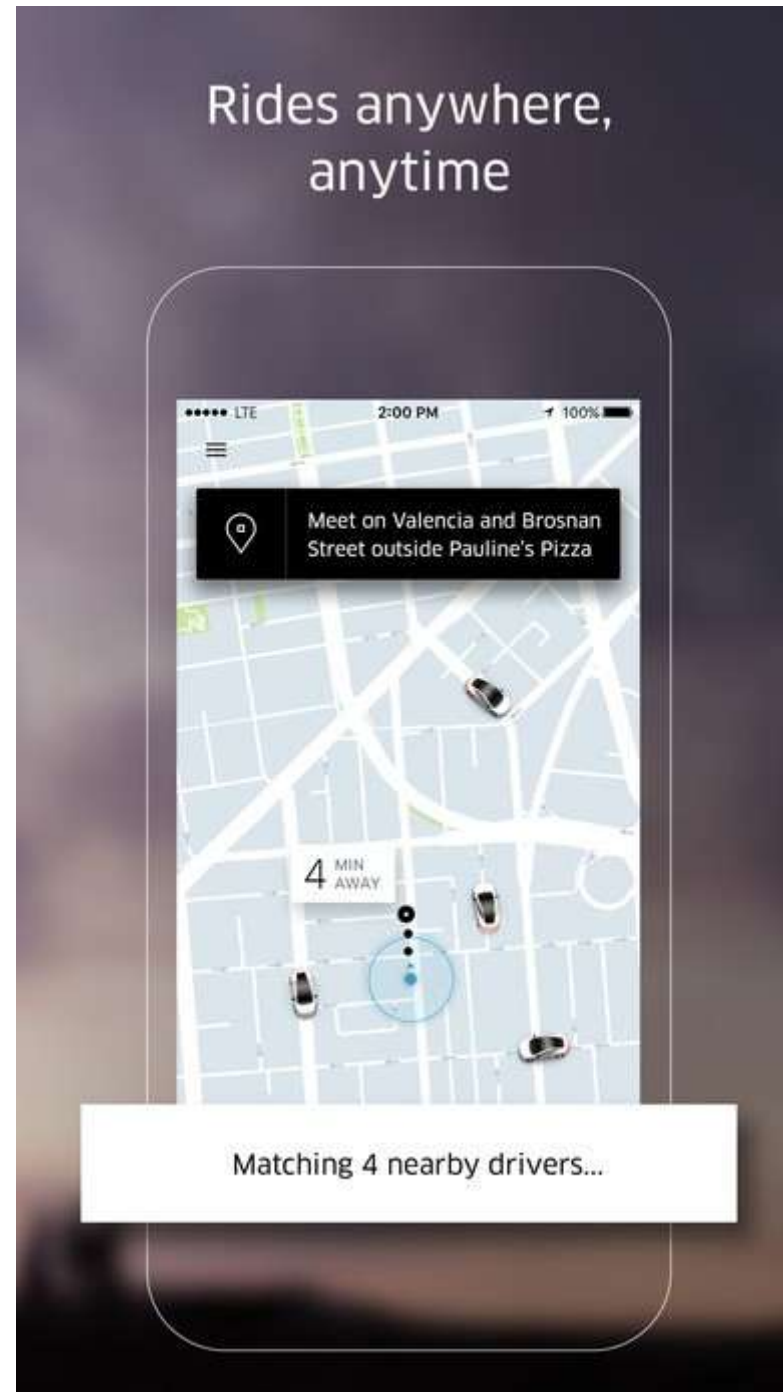 Rides anywhere,
anytime
LTE 2:00 PM 100%
Meet on Valencia and Brosnan
Street outside Pauline's Pizza
4 MIN
AWAY
Matching 4 nearby drivers...